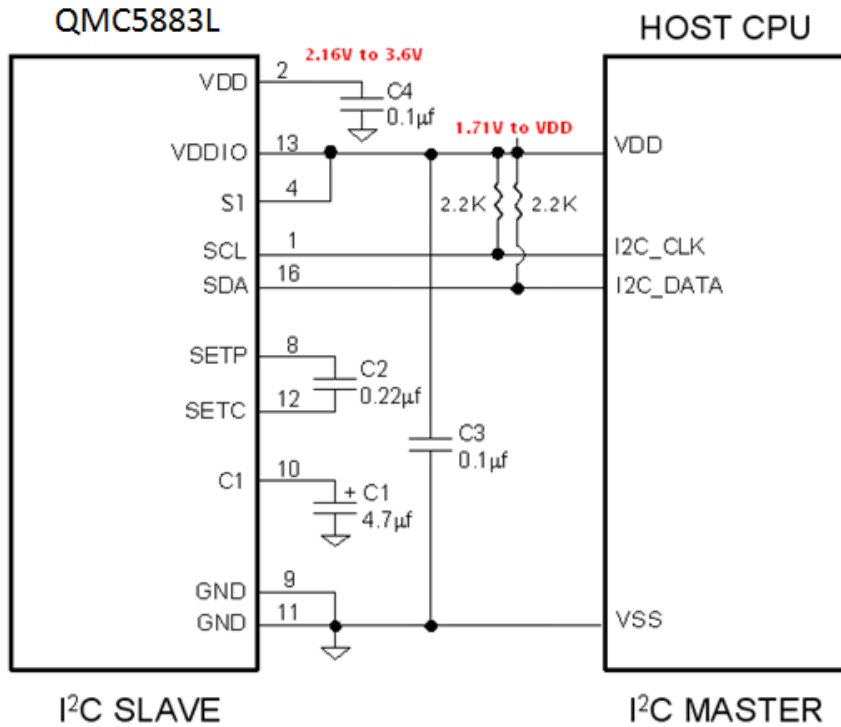 QMC5883L
HOST CPU
VDD 2 2.16V to 3.6V
C4
0.1µf
1.71V to VDD
VDDIO 13 VDD
S1 4
2.2K 2.2K
SCL 1 I2C_CLK
SDA 16 I2C_DATA
SETP 8
C2
0.22µf
SETC 12
C3
0.1µf
C1 10
+ C1
4.7µf
GND 9
GND 11 VSS
I²C SLAVE
I²C MASTER